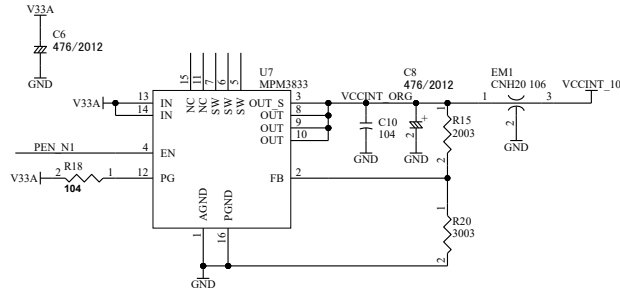 V33A
C6
476/2012
GND
15
11
7
6
5
NC
NC
SW
SW
SW
U7
MPM3833
V33A
13
14
IN
IN
OUT_S
OUT
OUT
OUT
3
8
9
10
VCCINT_ORG
C10
104
GND
C8
476/2012
+
2
GND
R15
2003
1
2
EM1
CNH20 106
1
3
2
GND
VCCINT_10
PEN_N1
4
EN
V33A
2
R18
1
104
12
PG
FB
2
AGND
PGND
1
16
GND
1
R20
3003
2